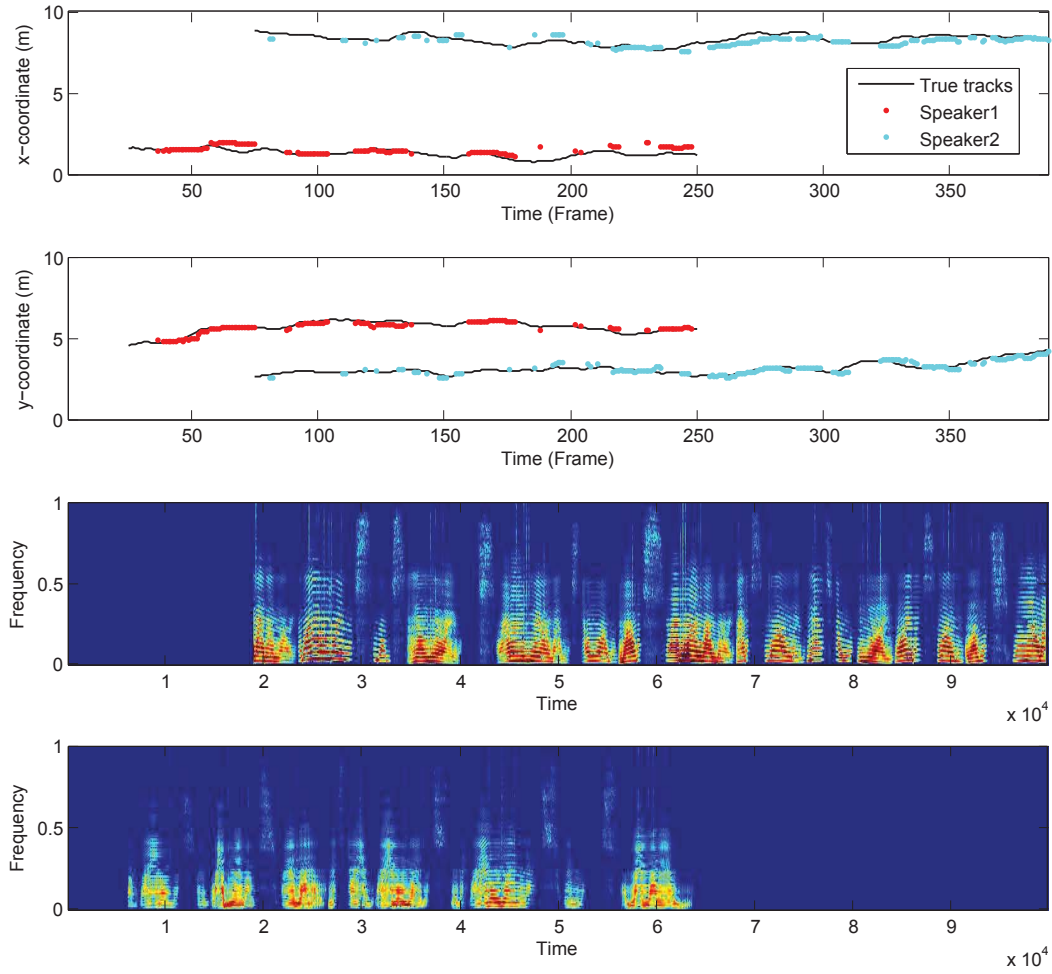 10
5
0
x−coordinate (m)
True tracks
Speaker1
Speaker2
50 100 150 200 250 300 350
Time (Frame)
10
5
0
y−coordinate (m)
50 100 150 200 250 300 350
Time (Frame)
1
0.5
0
Frequency
1 2 3 4 5 6 7 8 9
Time
x 10^4
1
0.5
0
Frequency
1 2 3 4 5 6 7 8 9
Time
x 10^4